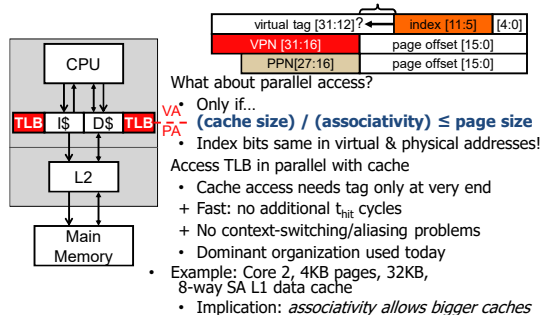 virtual tag [31:12]?
index [11:5]
[4:0]
VPN [31:16]
page offset [15:0]
PPN[27:16]
page offset [15:0]
CPU
TLB
I$
D$
TLB
VA
PA
L2
Main
Memory
What about parallel access?
• Only if…
(cache size) / (associativity) ≤ page size
• Index bits same in virtual & physical addresses!
Access TLB in parallel with cache
• Cache access needs tag only at very end
+ Fast: no additional thit cycles
+ No context-switching/aliasing problems
• Dominant organization used today
• Example: Core 2, 4KB pages, 32KB,
8-way SA L1 data cache
• Implication: associativity allows bigger caches